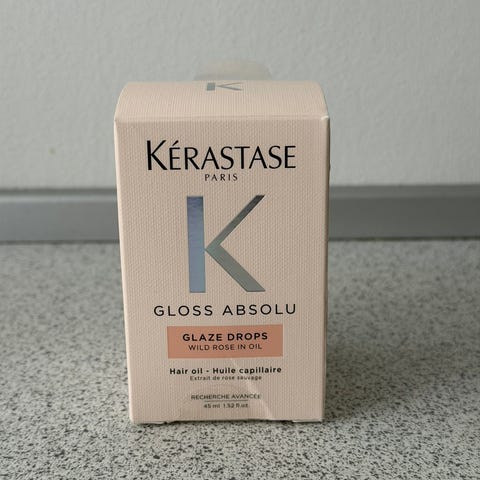 K
KÉRASTASE
PARIS
K
GLOSS ABSOLU
GLAZE DROPS
WILD ROSE IN OIL
Hair oil - Huile capillaire
Extrait de rose sauvage
RECHERCHE AVANCÉE
45 ml 1.52 fl.oz